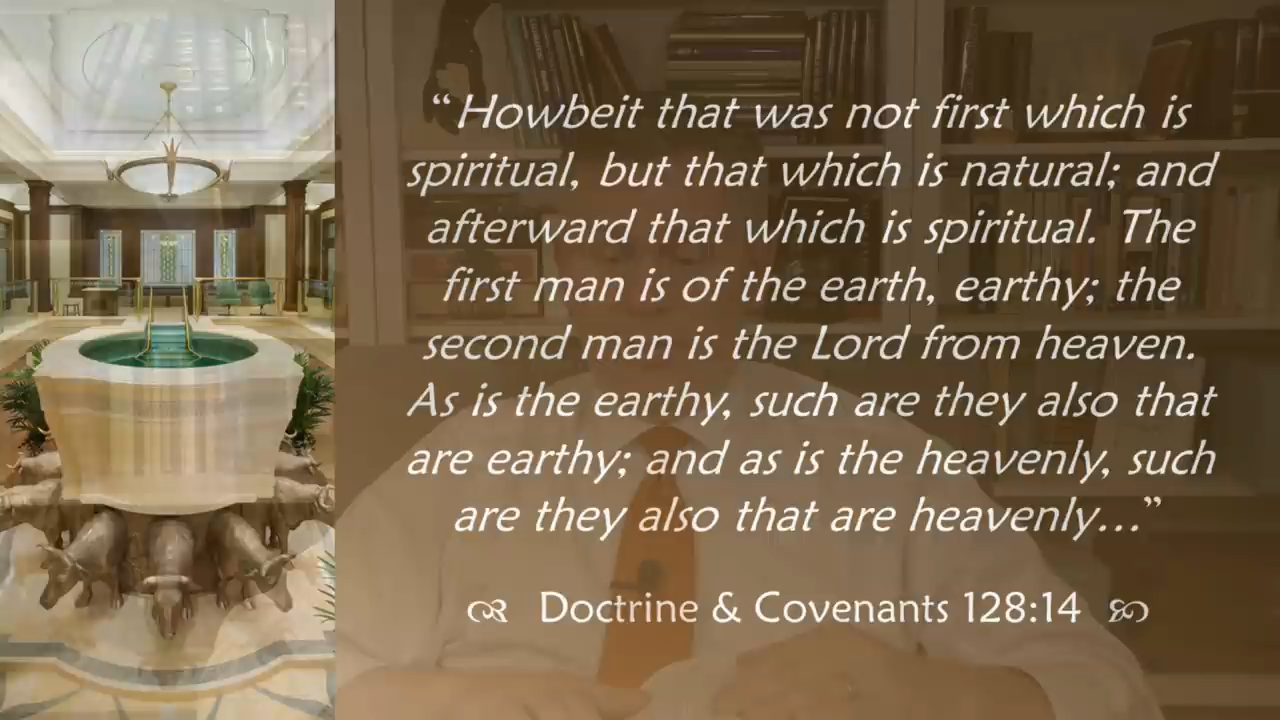 “Howbeit that was not first which is
spiritual, but that which is natural; and
afterward that which is spiritual. The
first man is of the earth, earthy; the
second man is the Lord from heaven.
As is the earthy, such are they also that
are earthy; and as is the heavenly, such
are they also that are heavenly…”
Doctrine & Covenants 128:14